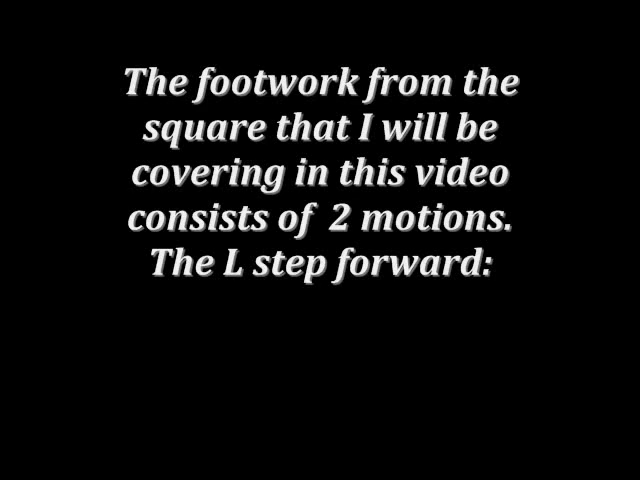 The footwork from the
square that I will be
covering in this video
consists of 2 motions.
The L step forward: